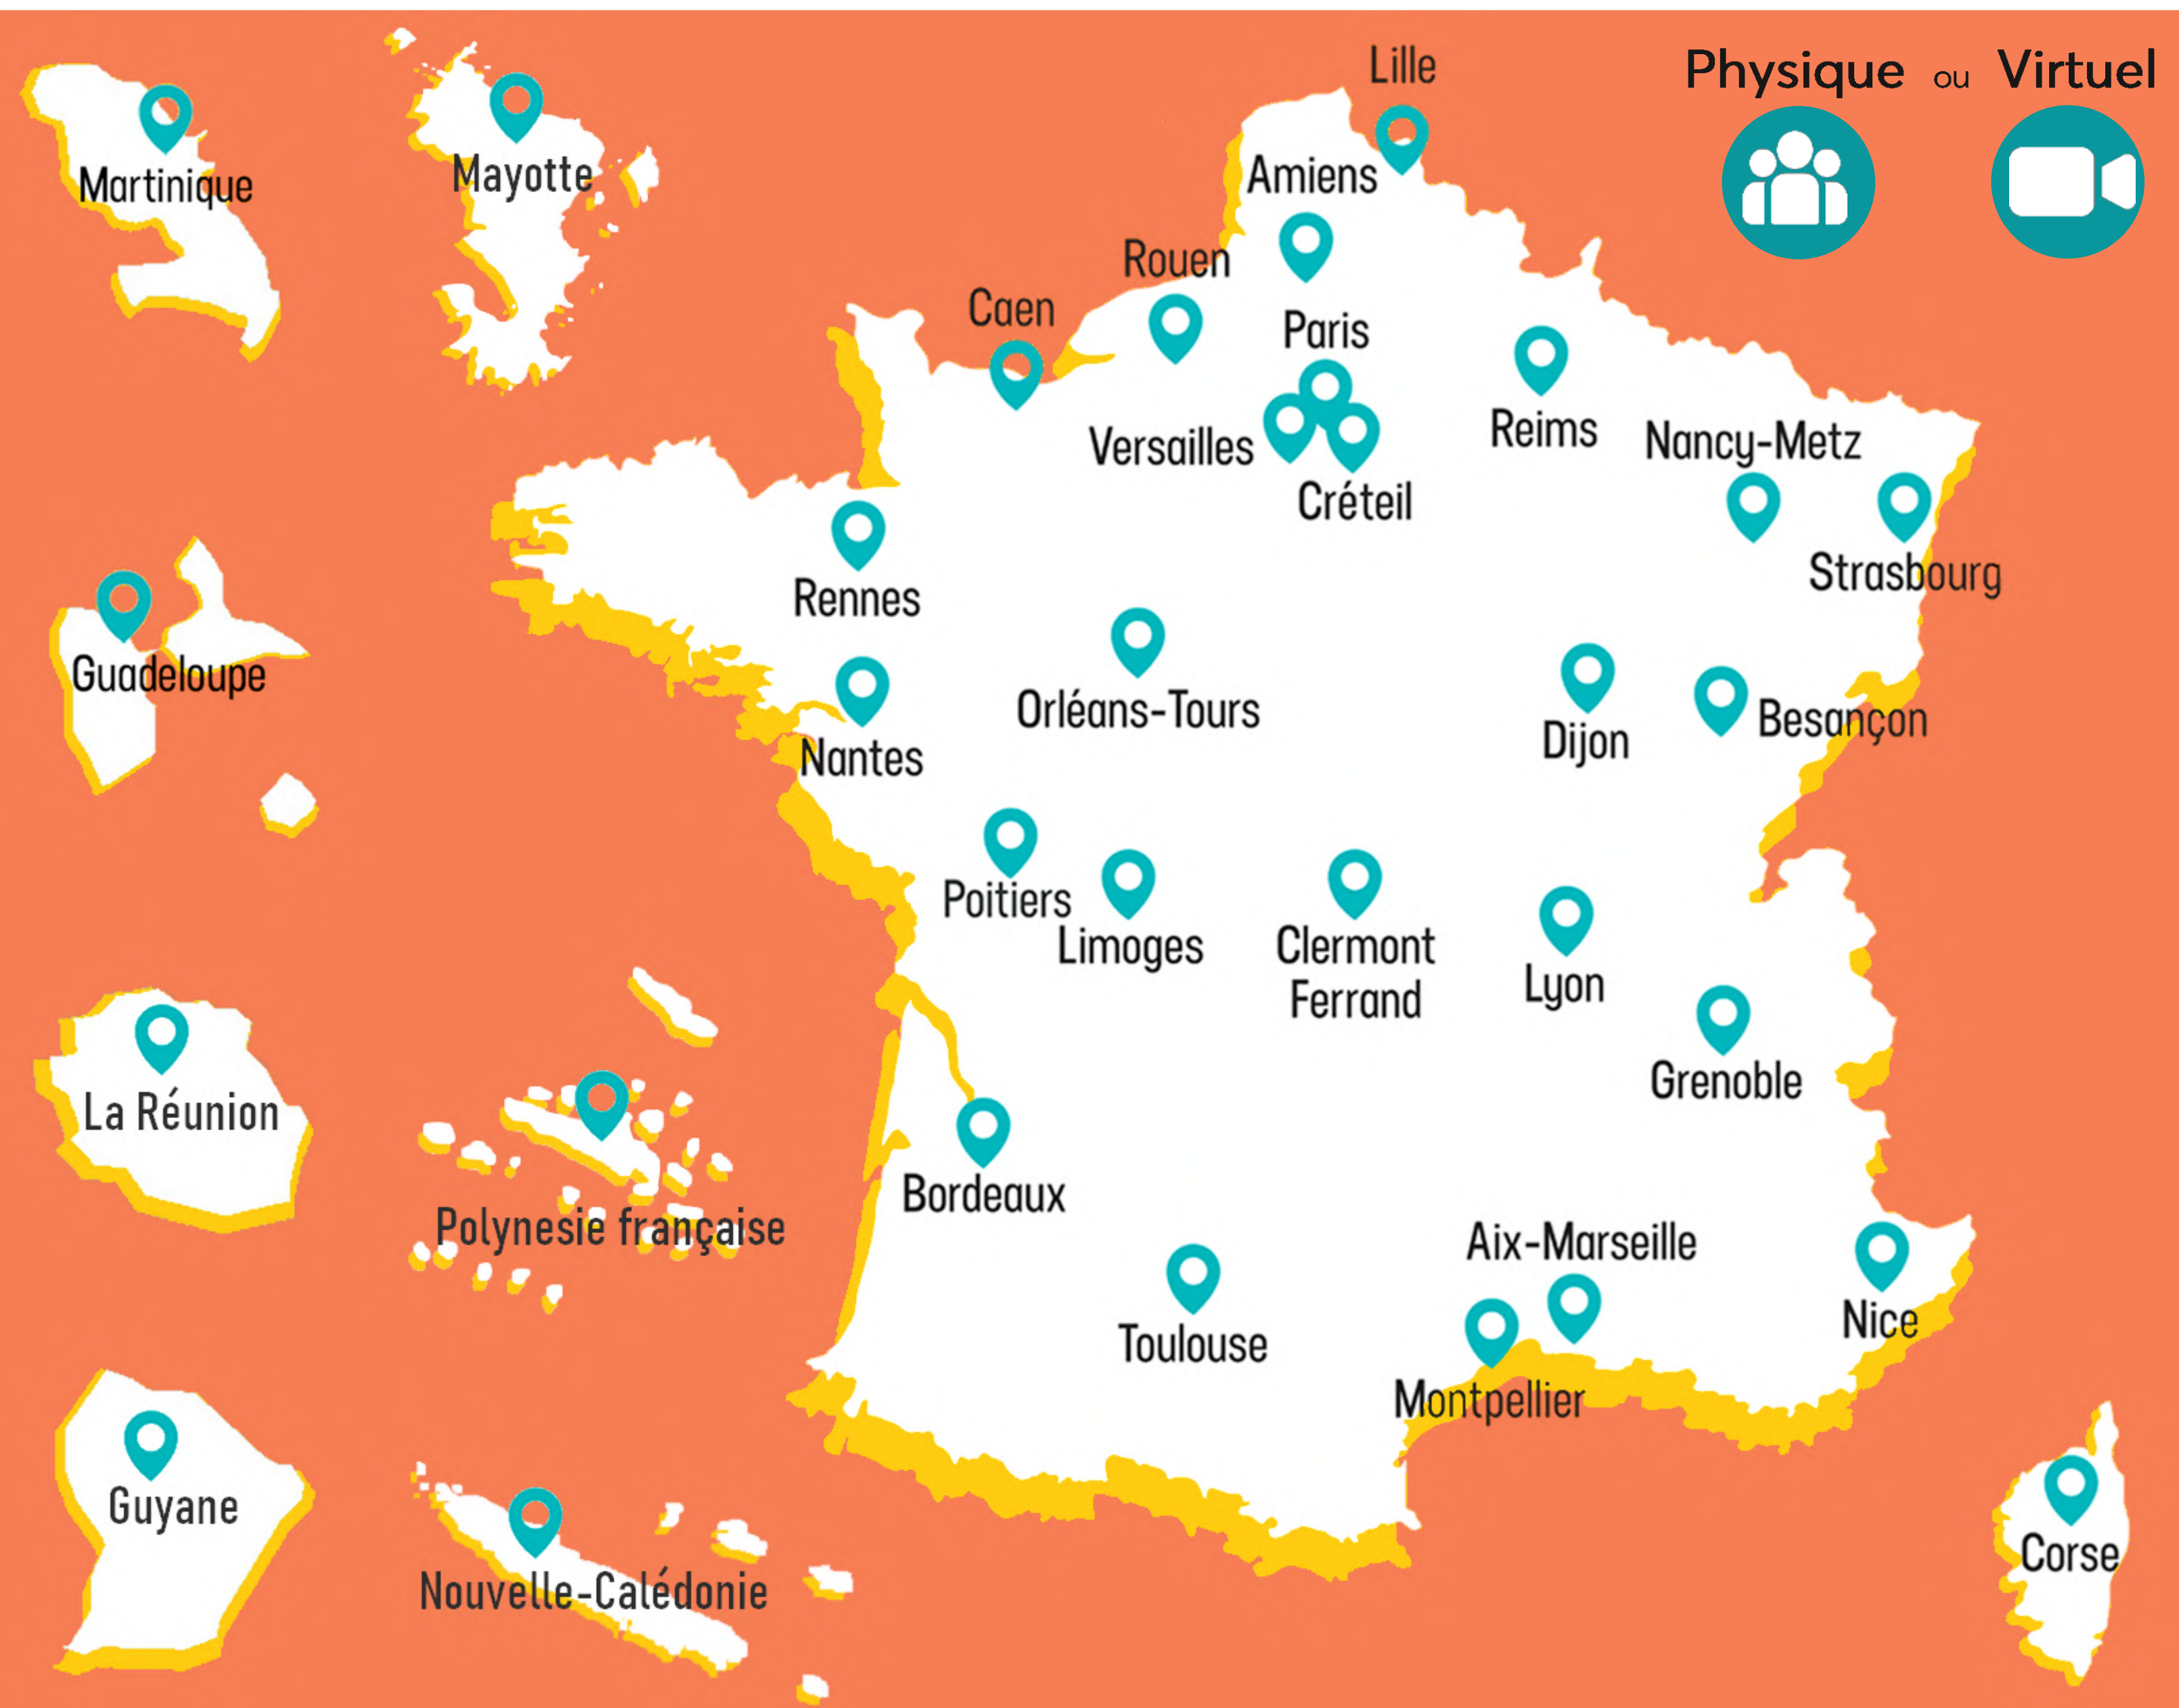 Physique ou Virtuel
Lille
Martinique
Mayotte
Amiens
Rouen
Caen
Paris
Reims
Nancy-Metz
Versailles
Créteil
Strasbourg
Rennes
Guadeloupe
Orléans-Tours
Dijon
Besançon
Nantes
Poitiers
Limoges
Clermont
Ferrand
Lyon
Grenoble
La Réunion
Bordeaux
Polynesie française
Aix-Marseille
Nice
Toulouse
Montpellier
Guyane
Corse
Nouvelle-Calédonie